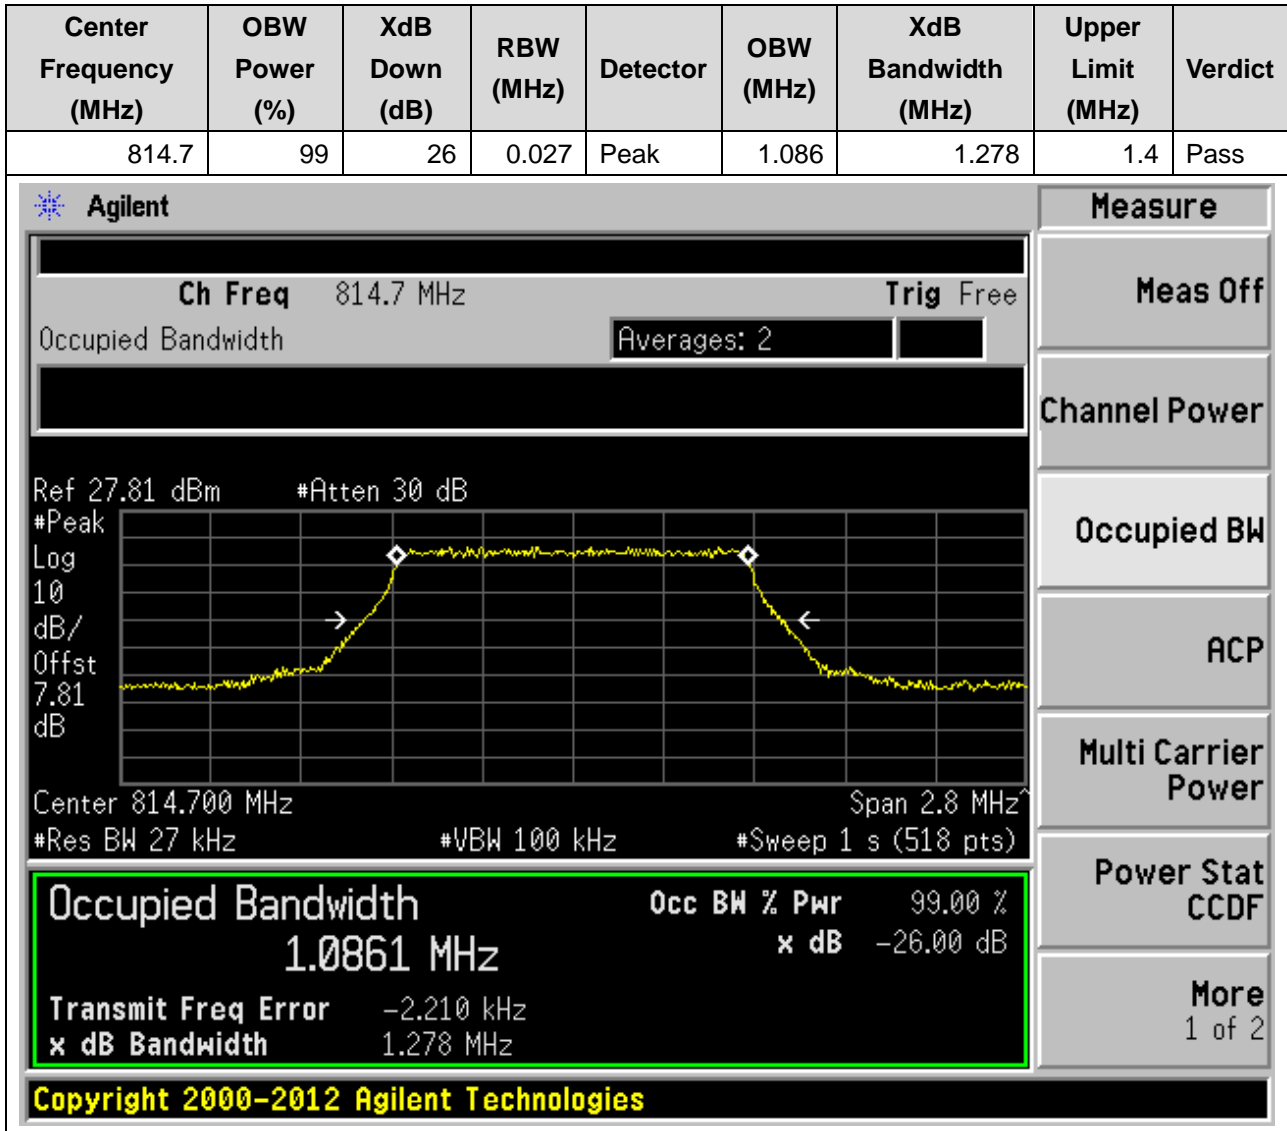 Center Frequency (MHz) OBW Power (%) XdB Down (dB) RBW (MHz) Detector OBW (MHz) XdB Bandwidth (MHz) Upper Limit (MHz) Verdict
814.7 99 26 0.027 Peak 1.086 1.278 1.4 Pass
Agilent
Measure
Ch Freq 814.7 MHz Trig Free
Meas Off
Occupied Bandwidth Averages: 2
Channel Power
Ref 27.81 dBm #Atten 30 dB
#Peak
Log
10
dB/
Offst
7.81
dB
Occupied BW
ACP
Multi Carrier
Power
Center 814.700 MHz Span 2.8 MHz^
#Res BW 27 kHz #VBW 100 kHz #Sweep 1 s (518 pts)
Power Stat
CCDF
Occupied Bandwidth Occ BW % Pwr 99.00 %
1.0861 MHz x dB -26.00 dB
Transmit Freq Error -2.210 kHz
x dB Bandwidth 1.278 MHz
More
1 of 2
Copyright 2000-2012 Agilent Technologies